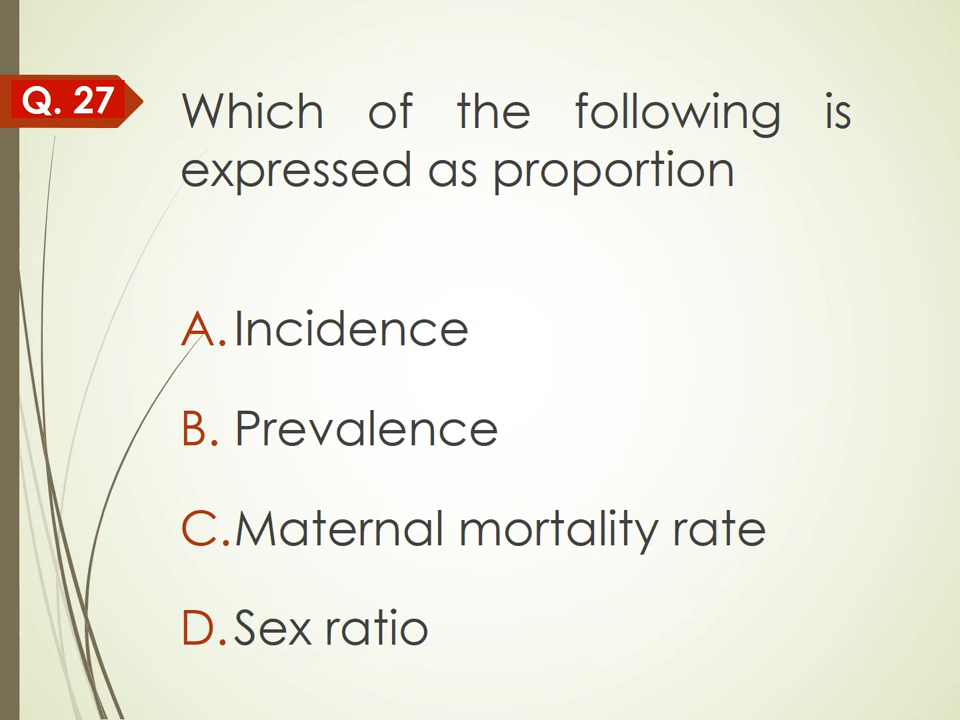 Q. 27
Which of the following is
expressed as proportion
A. Incidence
B. Prevalence
C. Maternal mortality rate
D. Sex ratio